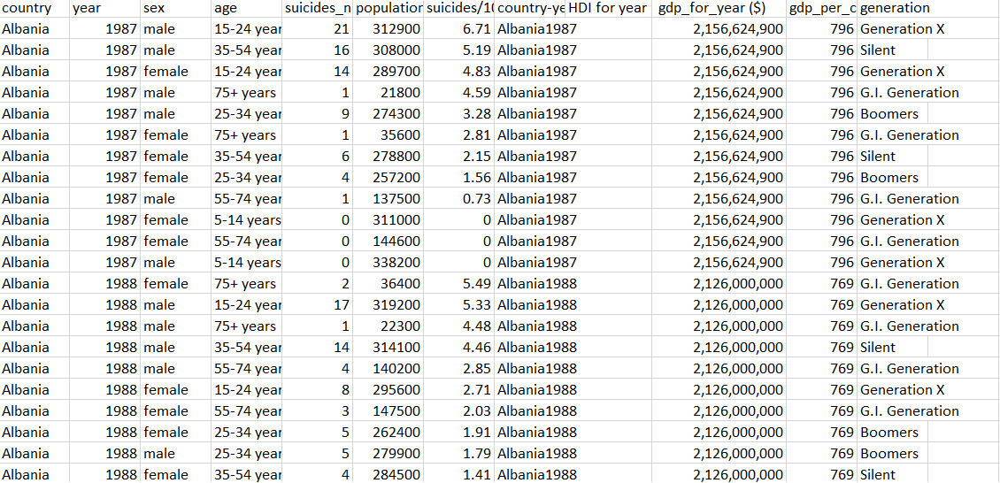 country year sex age suicides_n population suicides/10 country-ye HDI for year gdp_for_year ($) gdp_per_c generation
Albania 1987 male 15-24 year 21 312900 6.71 Albania1987 2,156,624,900 796 Generation X
Albania 1987 male 35-54 year 16 308000 5.19 Albania1987 2,156,624,900 796 Silent
Albania 1987 female 15-24 year 14 289700 4.83 Albania1987 2,156,624,900 796 Generation X
Albania 1987 male 75+ years 1 21800 4.59 Albania1987 2,156,624,900 796 G.I. Generation
Albania 1987 male 25-34 year 9 274300 3.28 Albania1987 2,156,624,900 796 Boomers
Albania 1987 female 75+ years 1 35600 2.81 Albania1987 2,156,624,900 796 G.I. Generation
Albania 1987 female 35-54 year 6 278800 2.15 Albania1987 2,156,624,900 796 Silent
Albania 1987 female 25-34 year 4 257200 1.56 Albania1987 2,156,624,900 796 Boomers
Albania 1987 male 55-74 year 1 137500 0.73 Albania1987 2,156,624,900 796 G.I. Generation
Albania 1987 female 5-14 years 0 311000 0 Albania1987 2,156,624,900 796 Generation X
Albania 1987 female 55-74 year 0 144600 0 Albania1987 2,156,624,900 796 G.I. Generation
Albania 1987 male 5-14 years 0 338200 0 Albania1987 2,156,624,900 796 Generation X
Albania 1988 female 75+ years 2 36400 5.49 Albania1988 2,126,000,000 769 G.I. Generation
Albania 1988 male 15-24 year 17 319200 5.33 Albania1988 2,126,000,000 769 Generation X
Albania 1988 male 75+ years 1 22300 4.48 Albania1988 2,126,000,000 769 G.I. Generation
Albania 1988 male 35-54 year 14 314100 4.46 Albania1988 2,126,000,000 769 Silent
Albania 1988 male 55-74 year 4 140200 2.85 Albania1988 2,126,000,000 769 G.I. Generation
Albania 1988 female 15-24 year 8 295600 2.71 Albania1988 2,126,000,000 769 Generation X
Albania 1988 female 55-74 year 3 147500 2.03 Albania1988 2,126,000,000 769 G.I. Generation
Albania 1988 female 25-34 year 5 262400 1.91 Albania1988 2,126,000,000 769 Boomers
Albania 1988 male 25-34 year 5 279900 1.79 Albania1988 2,126,000,000 769 Boomers
Albania 1988 female 35-54 year 4 284500 1.41 Albania1988 2,126,000,000 769 Silent